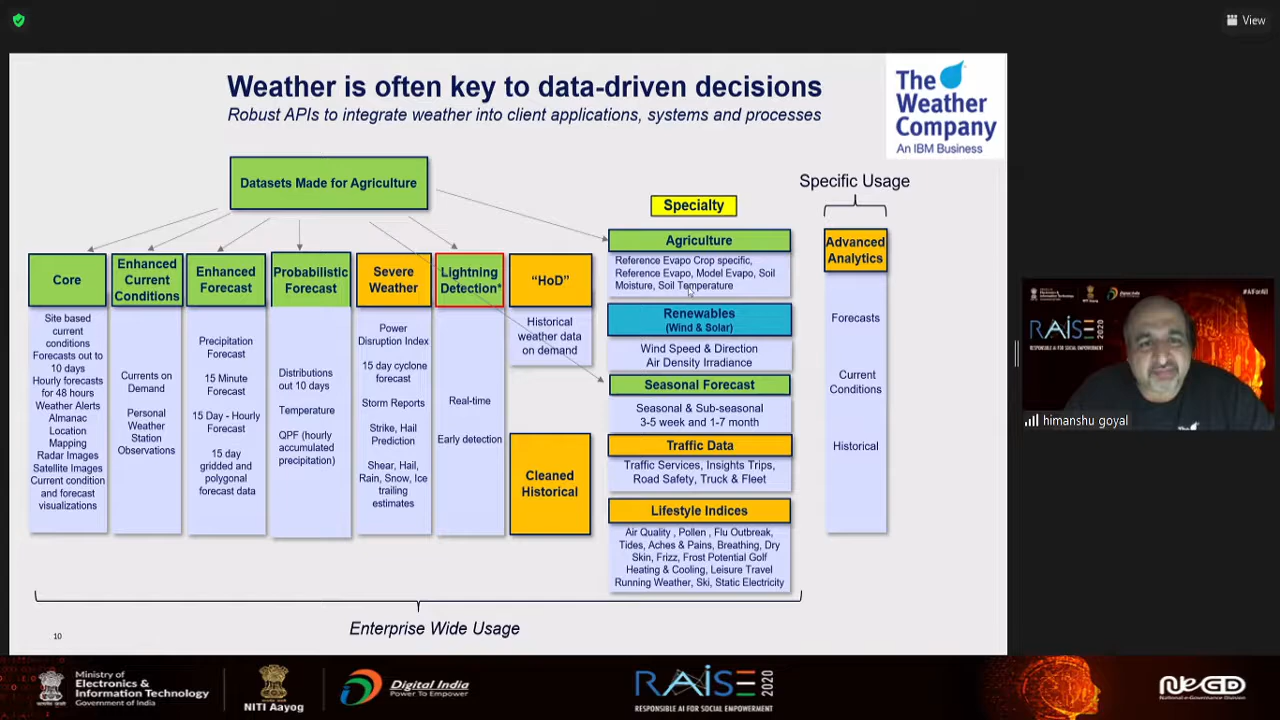 View
Weather is often key to data-driven decisions
Robust APIs to integrate weather into client applications, systems and processes
The
Weather
Company
An IBM Business
Datasets Made for Agriculture
Specific Usage
Specialty
Core
Site based
current
conditions
Forecasts out to
10 days
Hourly forecasts
for 48 hours
Weather Alerts
Almanac
Location
Mapping
Radar Images
Satellite Images
Current condition
and forecast
visualizations
Enhanced
Current
Conditions
Currents on
Demand
Personal
Weather
Station
Observations
Enhanced
Forecast
Precipitation
Forecast
15 Minute
Forecast
15 Day - Hourly
Forecast
15 day
gridded and
polygonal
forecast data
Probabilistic
Forecast
Distributions
out 10 days
Temperature
QPF (hourly
accumulated
precipitation)
Severe
Weather
Power
Disruption Index
15 day cyclone
forecast
Storm Reports
Strike, Hail
Prediction
Shear, Hail,
Rain, Snow, Ice
trailing
estimates
Lightning
Detection*
Real-time
Early detection
“HoD”
Historical
weather data
on demand
Cleaned
Historical
Agriculture
Reference Evapo Crop specific,
Reference Evapo, Model Evapo, Soil
Moisture, Soil Temperature
Renewables
(Wind & Solar)
Wind Speed & Direction
Air Density Irradiance
Seasonal Forecast
Seasonal & Sub-seasonal
3-5 week and 1-7 month
Traffic Data
Traffic Services, Insights Trips,
Road Safety, Truck & Fleet
Lifestyle Indices
Air Quality , Pollen , Flu Outbreak,
Tides, Aches & Pains, Breathing, Dry
Skin, Frizz, Frost Potential Golf
Heating & Cooling, Leisure Travel
Running Weather, Ski, Static Electricity
Advanced
Analytics
Forecasts
Current
Conditions
Historical
Enterprise Wide Usage
10
#AIForAll
RAISE 2020
RESPONSIBLE AI FOR SOCIAL EMPOWERMENT
himanshu goyal
Ministry of
Electronics &
Information Technology
Government of India
NITI Aayog
Digital India
Power To Empower
RAISE 2020
RESPONSIBLE AI FOR SOCIAL EMPOWERMENT
NeGD
National e-Governance Division